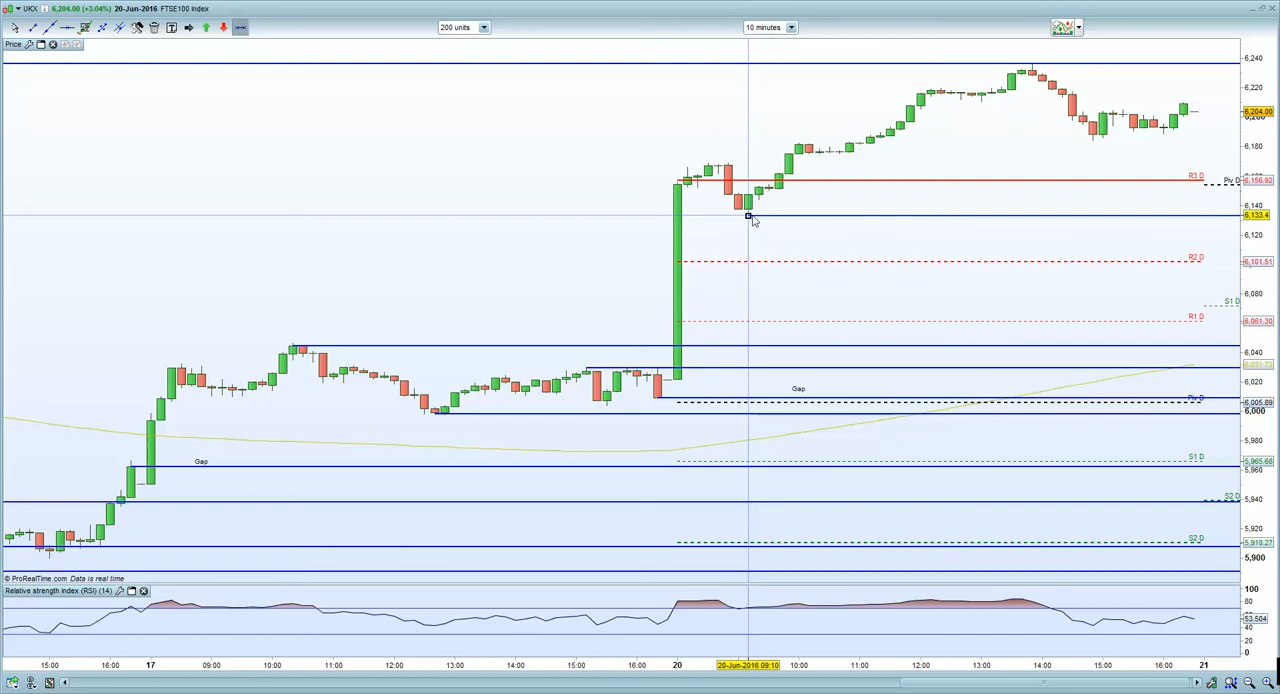 UKX 6,204.00 (+3.04%) 20-Jun-2016 FTSE100 Index
200 units
10 minutes
Price
6,240
6,220
6,204.00
6,180
R3 D
Piv D
6,156.92
6,140
6,133.4
6,120
R2 D
6,101.51
6,080
S1 D
R1 D
6,061.30
6,040
6,031.72
6,020
Gap
Piv D
6,005.89
6,000
5,980
Gap
S1 D
5,965.68
5,960
5,940
S2 D
5,920
S2 D
5,910.27
5,900
© ProRealTime.com Data is real time
Relative strength index (RSI) (14)
100
80
53.504
40
20
0
15:00 16:00 17 09:00 10:00 11:00 12:00 13:00 14:00 15:00 16:00 20 20-Jun-2016 09:10 10:00 11:00 12:00 13:00 14:00 15:00 16:00 21